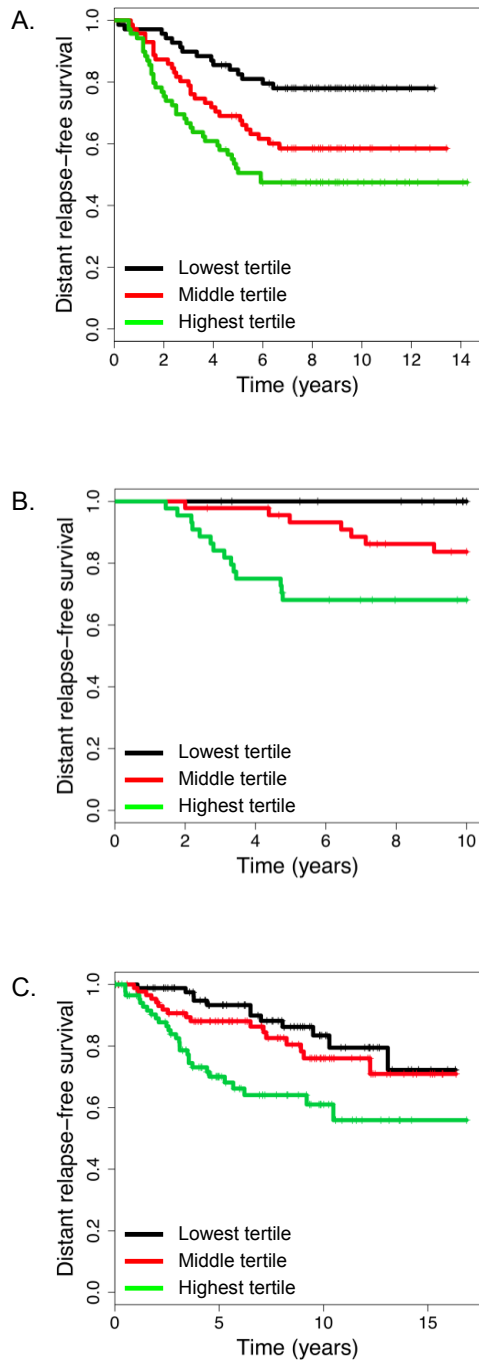 A.
Distant relapse–free survival
1.0
0.8
0.6
0.4
0.2
0.0
Lowest tertile
Middle tertile
Highest tertile
0 2 4 6 8 10 12 14
Time (years)
B.
Distant relapse–free survival
1.0
0.8
0.6
0.4
0.2
0.0
Lowest tertile
Middle tertile
Highest tertile
0 2 4 6 8 10
Time (years)
C.
Distant relapse–free survival
1.0
0.8
0.6
0.4
0.2
0.0
Lowest tertile
Middle tertile
Highest tertile
0 5 10 15
Time (years)